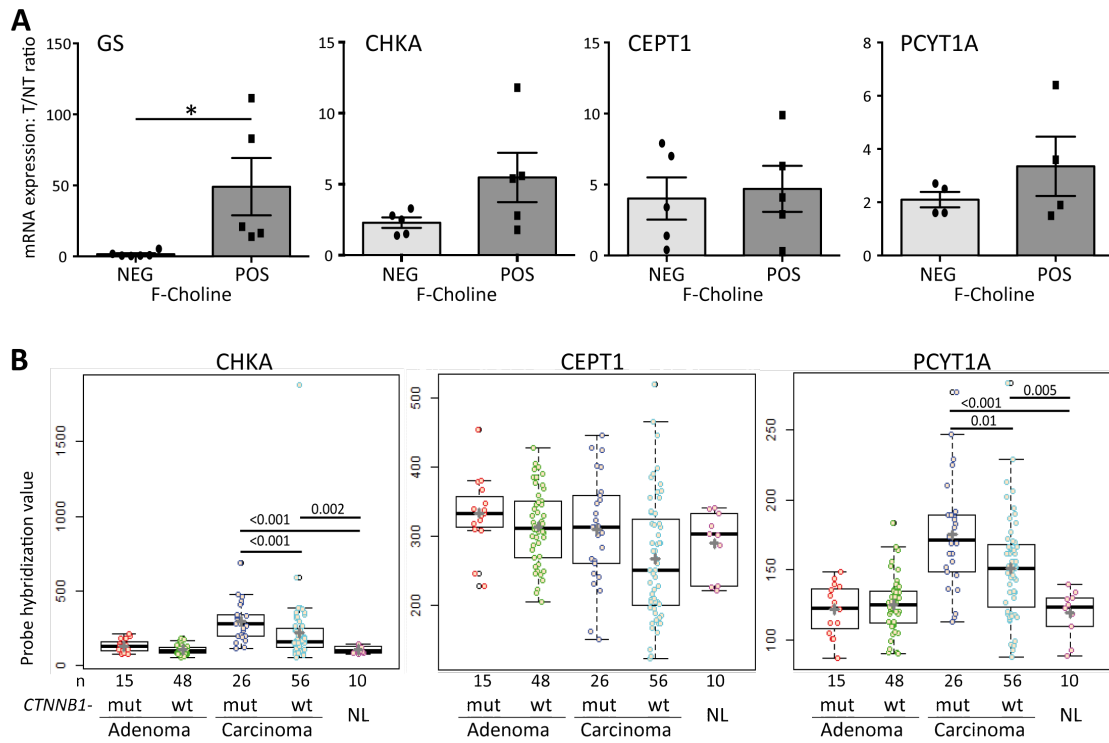 A
GS
CHKA
CEPT1
PCYT1A
mRNA expression: T/NT ratio
150
100
50
0
*
NEG POS
F-Choline
15
10
5
0
NEG POS
F-Choline
15
10
5
0
NEG POS
F-Choline
8
6
4
2
0
NEG POS
F-Choline
B
CHKA
CEPT1
PCYT1A
Probe hybridization value
1500
1000
500
0
0.002
<0.001
<0.001
500
400
300
200
250
200
150
100
0.005
<0.001
0.01
n 15 48 26 56 10 15 48 26 56 10 15 48 26 56 10
CTNNB1- mut wt mut wt NL mut wt mut wt NL mut wt mut wt NL
Adenoma Carcinoma Adenoma Carcinoma Adenoma Carcinoma